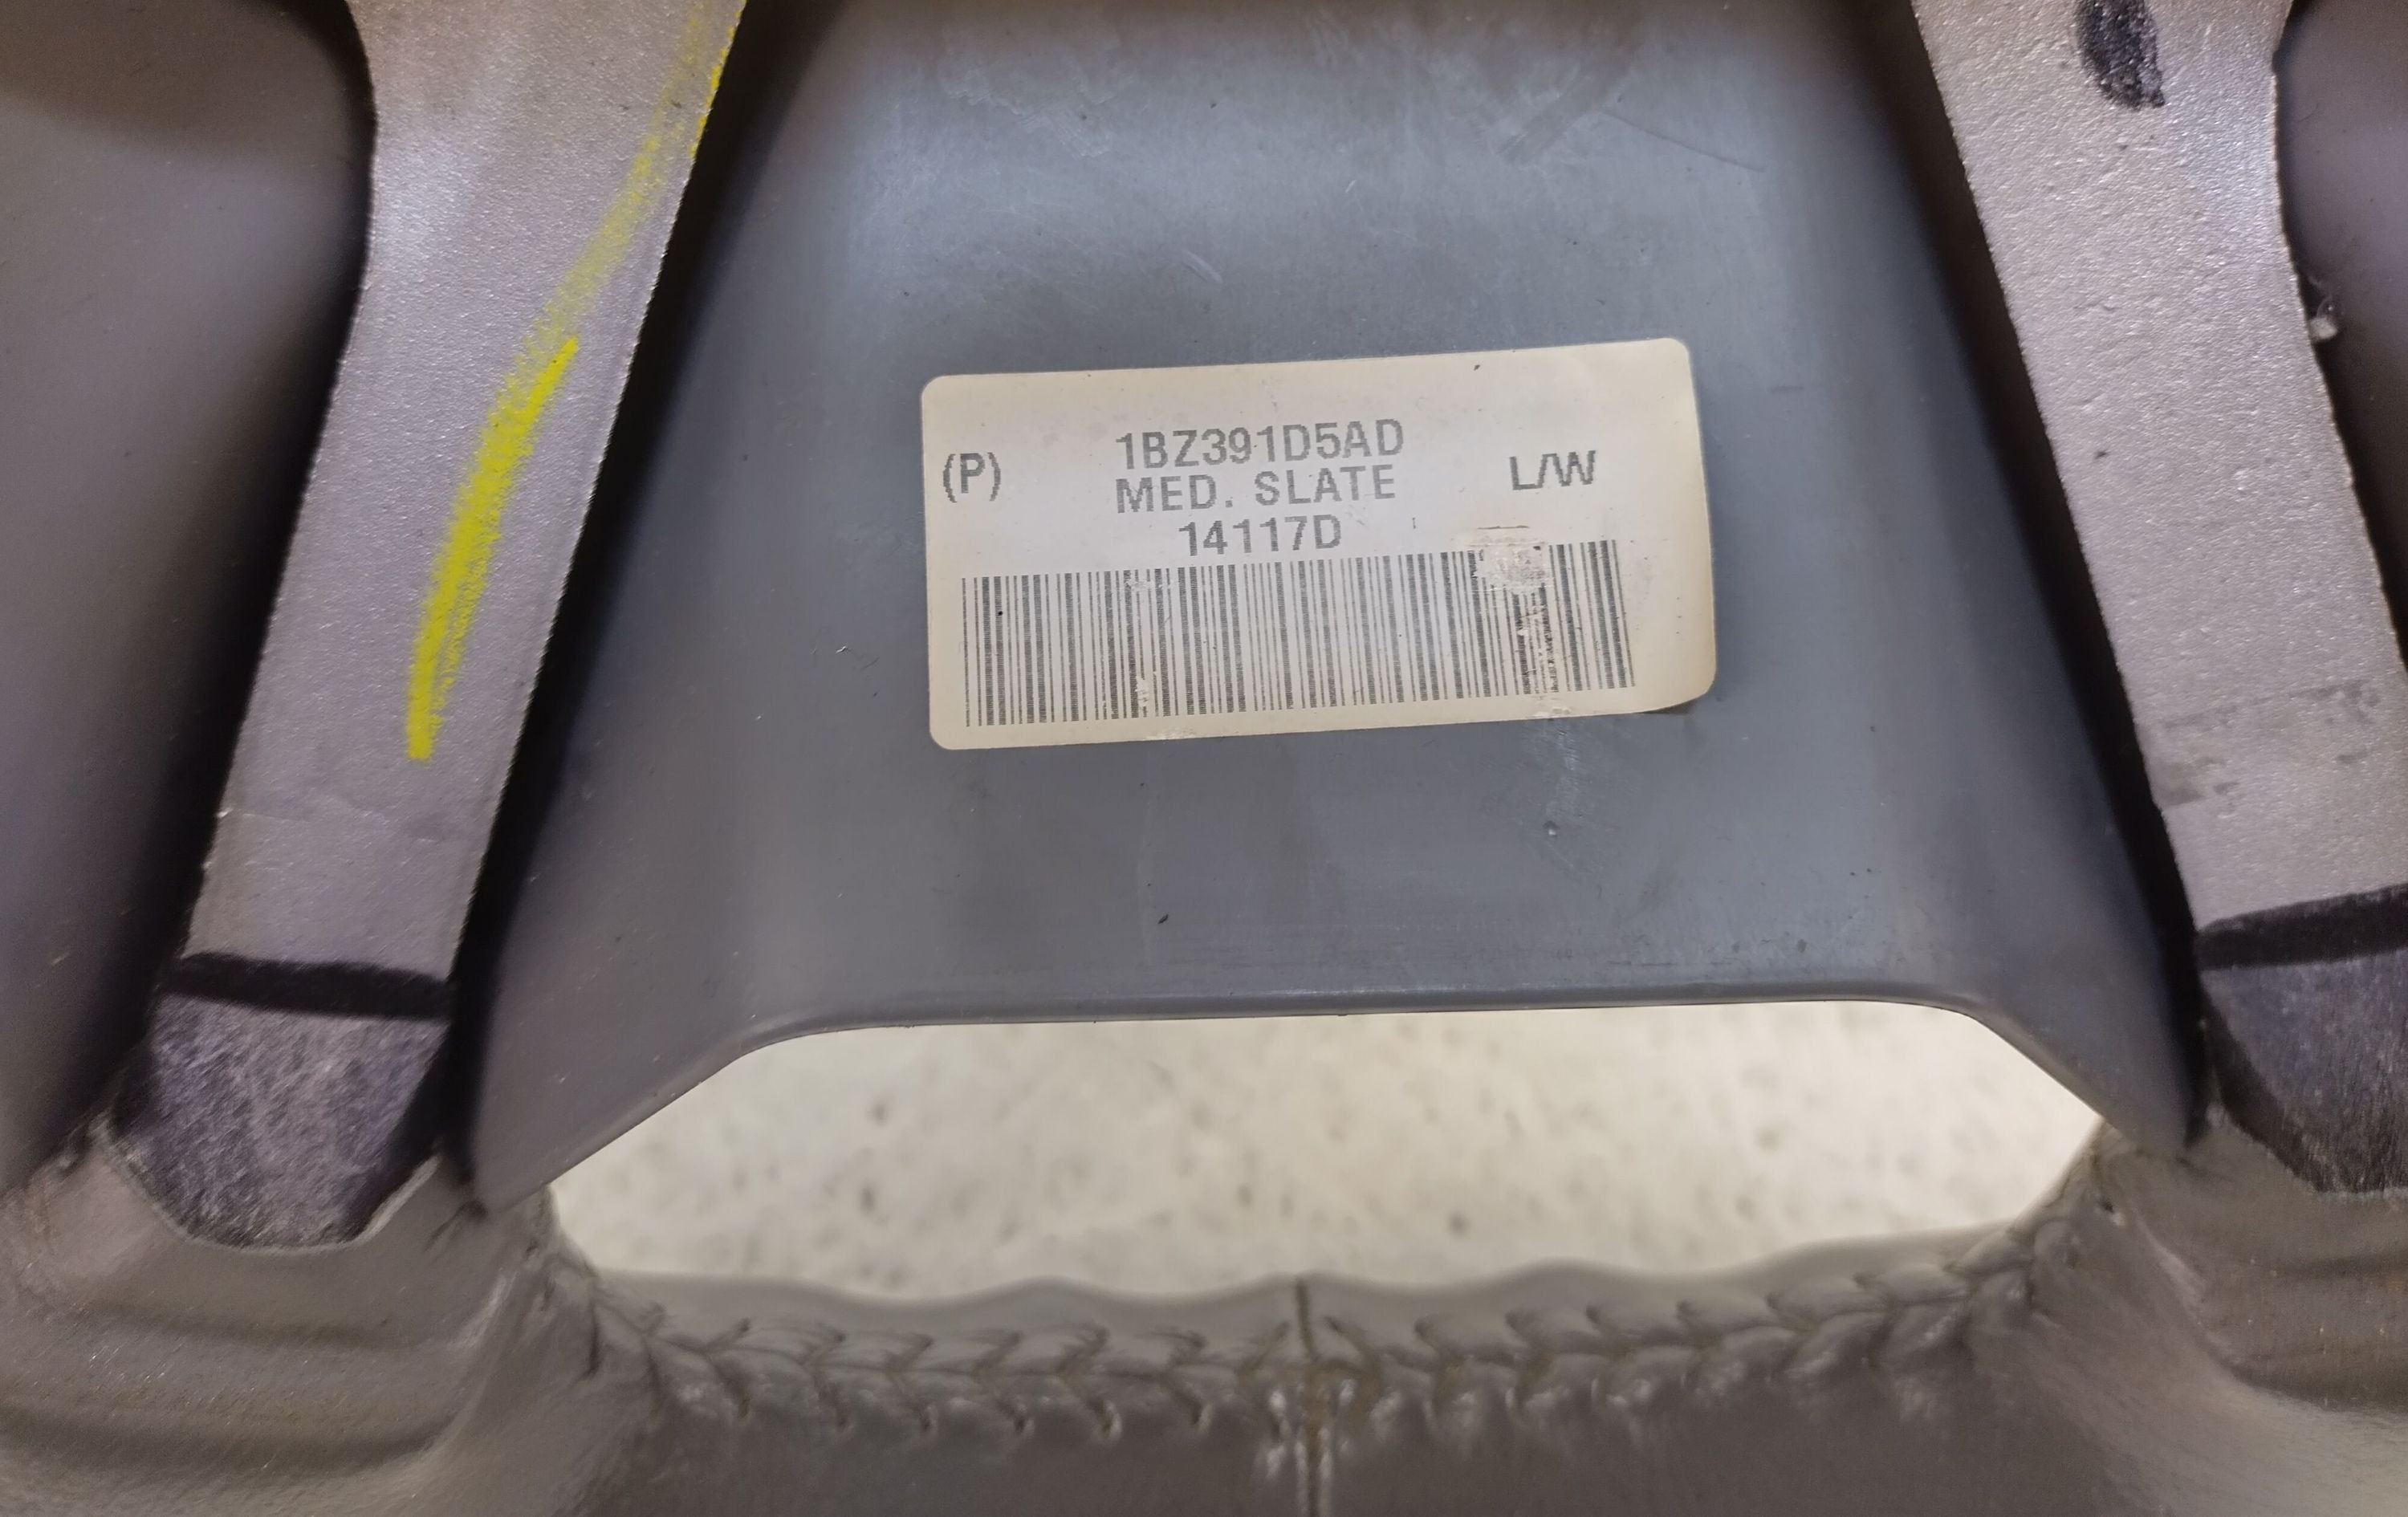 1BZ391D5AD
(P) MED. SLATE L/W
14117D